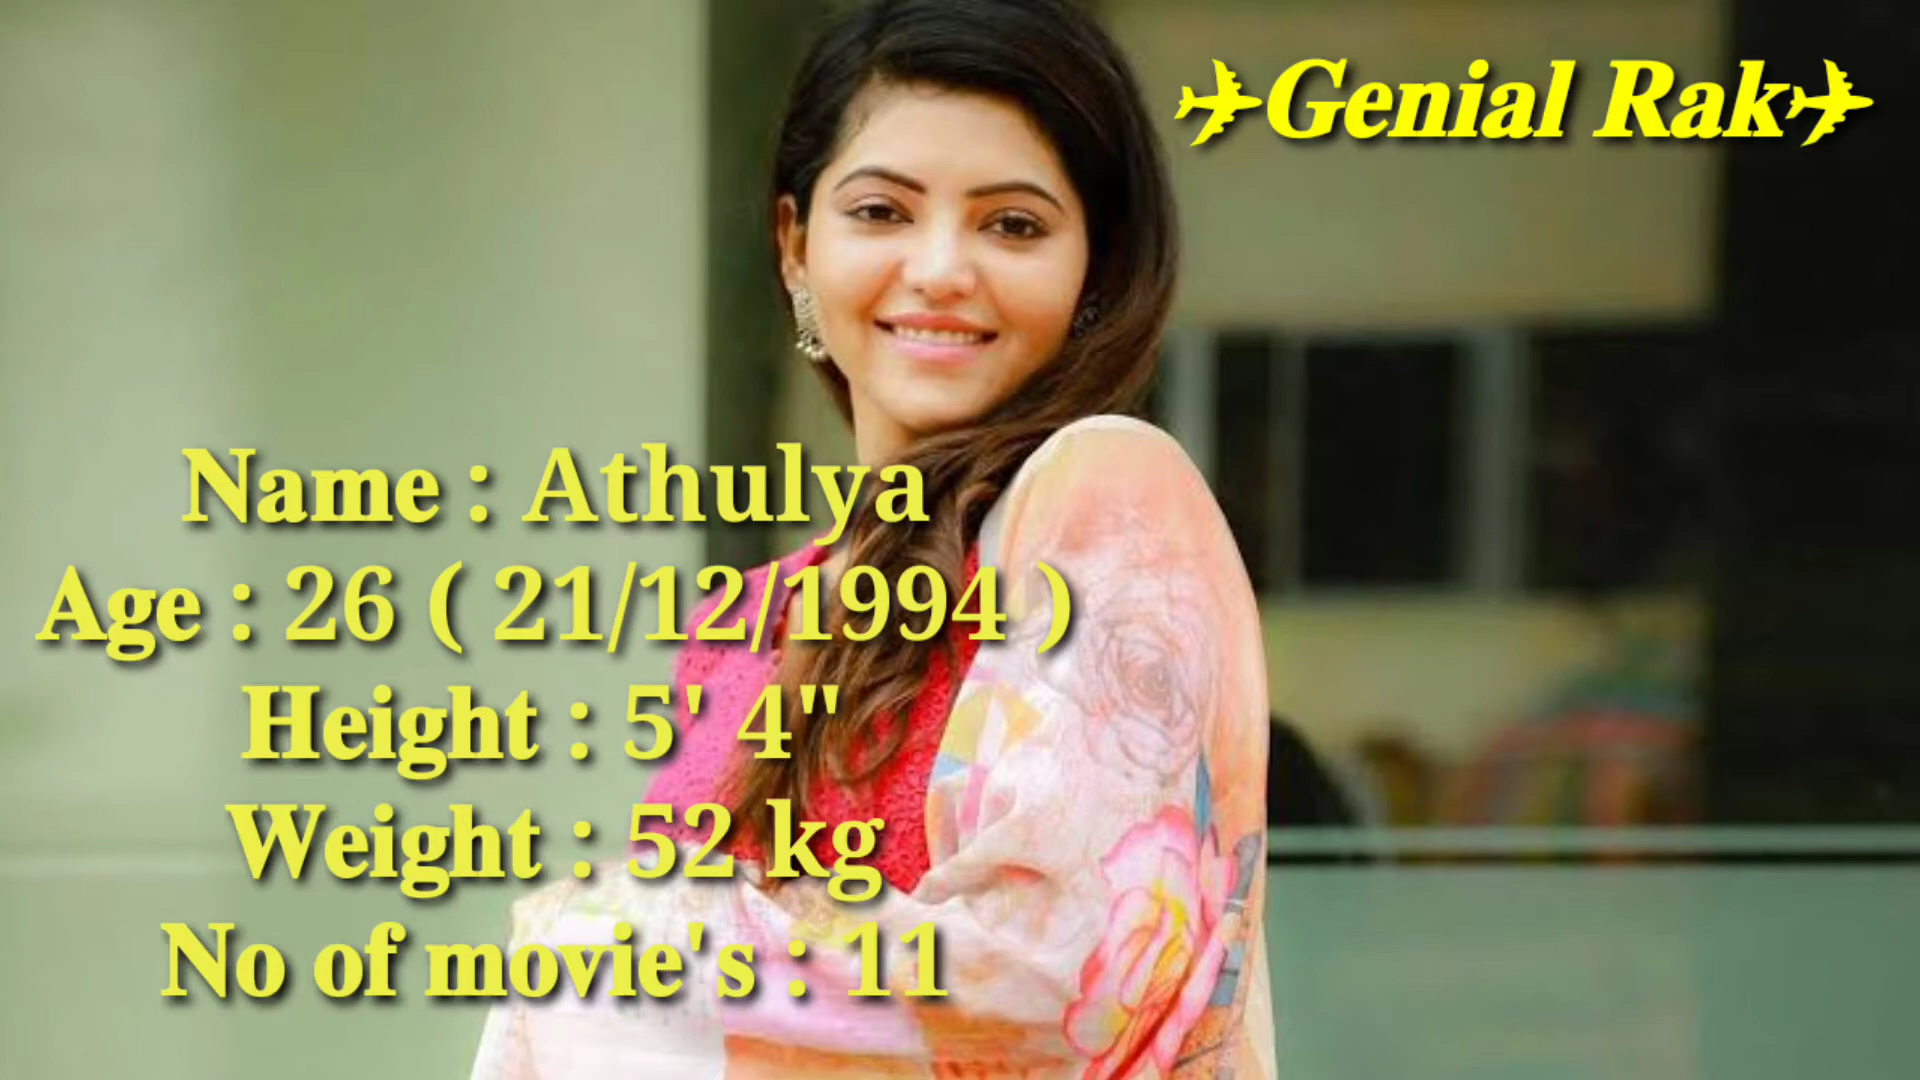 ✈Genial Rak✈
Name : Athulya
Age : 26 ( 21/12/1994 )
Height : 5' 4"
Weight : 52 kg
No of movie's : 11